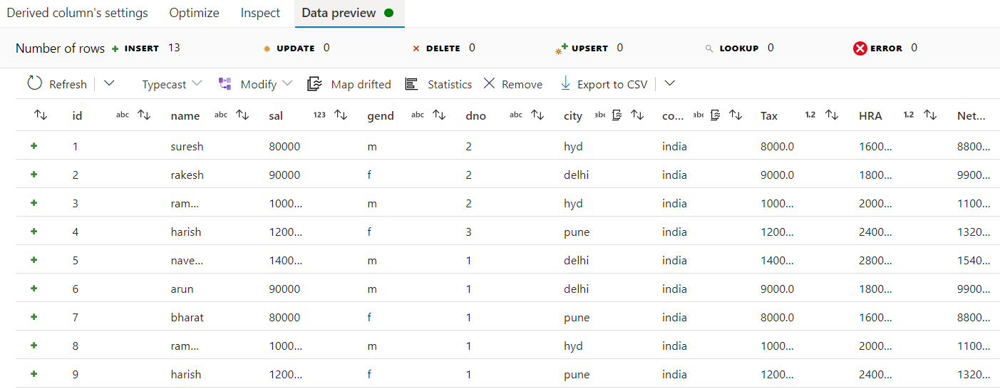 Derived column's settings Optimize Inspect Data preview
Number of rows INSERT 13 UPDATE 0 DELETE 0 UPSERT 0 LOOKUP 0 ERROR 0
Refresh Typecast Modify Map drifted Statistics Remove Export to CSV
id abc name abc sal 123 gend abc dno abc city abc co... abc Tax 1.2 HRA 1.2 Net...
1 suresh 80000 m 2 hyd india 8000.0 1600... 8800...
2 rakesh 90000 f 2 delhi india 9000.0 1800... 9900...
3 ram... 1000... m 2 hyd india 1000... 2000... 1100...
4 harish 1200... f 3 pune india 1200... 2400... 1320...
5 nave... 1400... m 1 delhi india 1400... 2800... 1540...
6 arun 90000 m 1 delhi india 9000.0 1800... 9900...
7 bharat 80000 f 1 pune india 8000.0 1600... 8800...
8 ram... 1000... m 1 hyd india 1000... 2000... 1100...
9 harish 1200... f 1 pune india 1200... 2400... 1320...